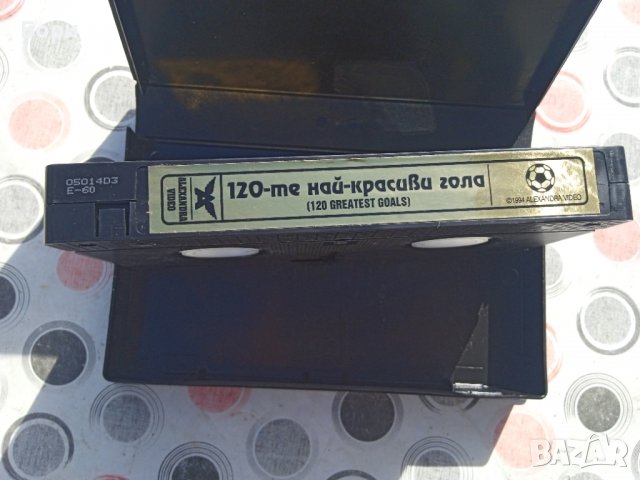 05014D3
E-60
ALEXANDRA
VIDEO
120-те най-красиви гола
(120 GREATEST GOALS)
©1994 ALEXANDRA VIDEO
BAZAR